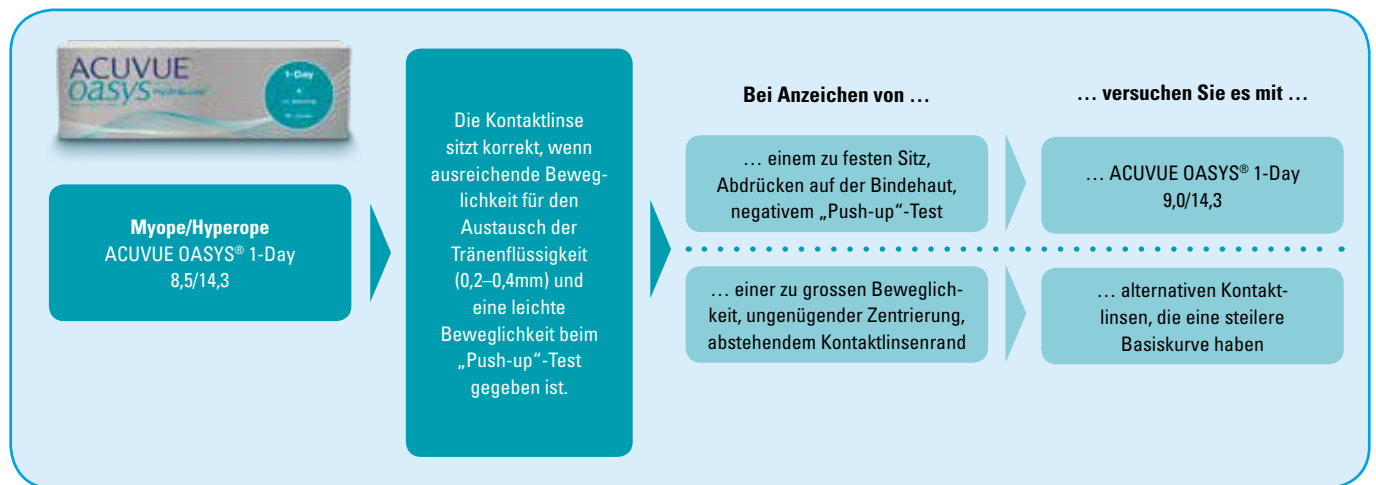 ACUVUE
OASYS
1-Day
Myope/Hyperope
ACUVUE OASYS® 1-Day
8,5/14,3
Die Kontaktlinse
sitzt korrekt, wenn
ausreichende Beweg-
lichkeit für den
Austausch der
Tränenflüssigkeit
(0,2–0,4mm) und
eine leichte
Beweglichkeit beim
„Push-up“-Test
gegeben ist.
Bei Anzeichen von …
… versuchen Sie es mit …
… einem zu festen Sitz,
Abdrücken auf der Bindehaut,
negativem „Push-up“-Test
… ACUVUE OASYS® 1-Day
9,0/14,3
… einer zu grossen Beweglich-
keit, ungenügender Zentrierung,
abstehendem Kontaktlinsenrand
… alternativen Kontakt-
linsen, die eine steilere
Basiskurve haben